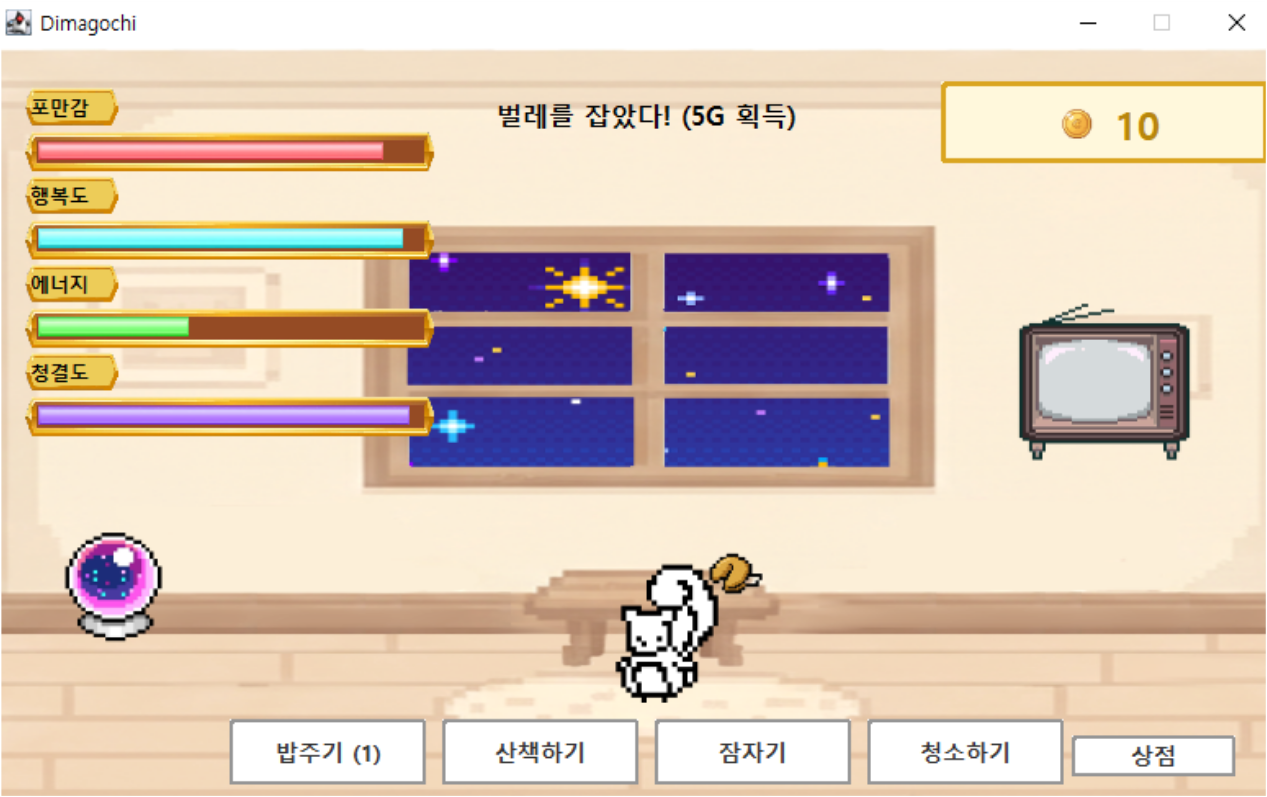 Dimagochi
포만감
벌레를 잡았다! (5G 획득)
10
행복도
에너지
청결도
밥주기 (1)
산책하기
잠자기
청소하기
상점